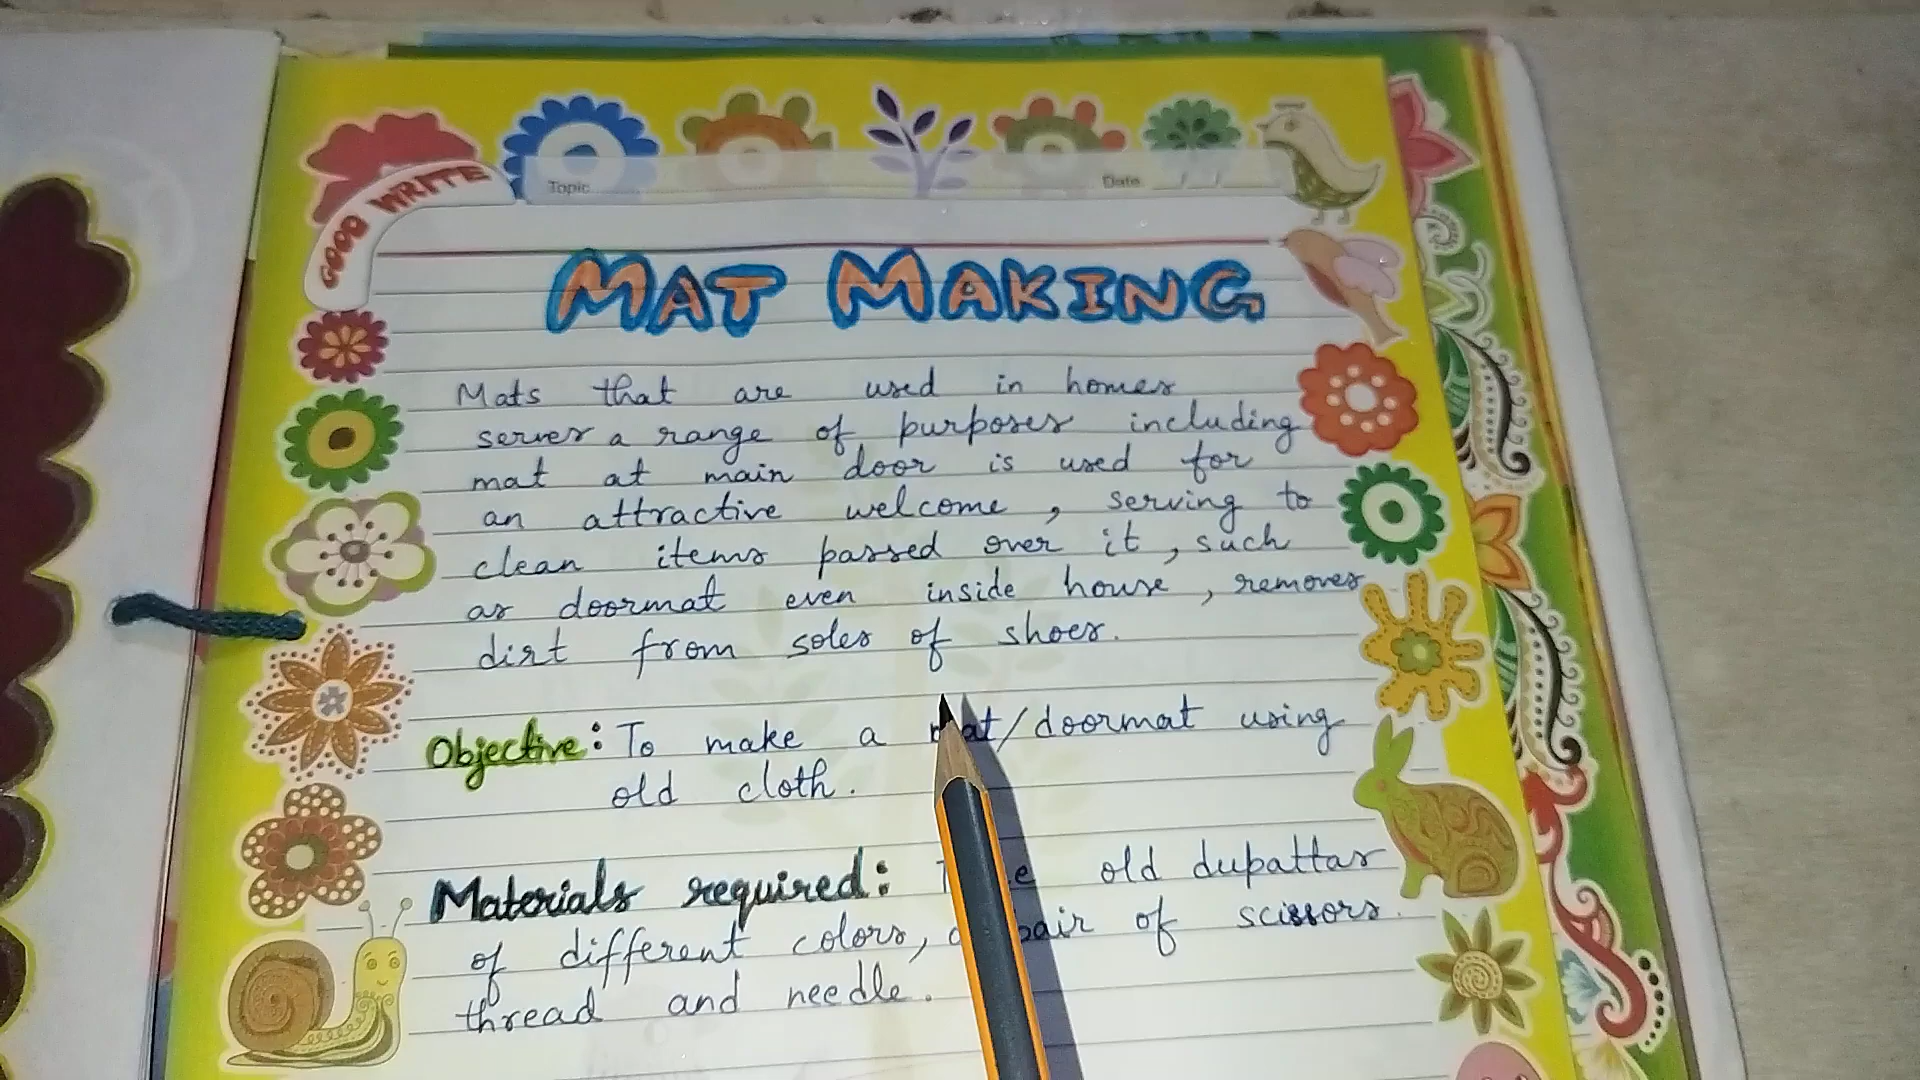 GOOD WRITE
Topic
Date
MAT MAKING
Mats that are used in homes
serves a range of purposes including
mat at main door is used for
an attractive welcome, serving to
clean items passed over it, such
as doormat even inside house, removes
dirt from soles of shoes.
Objective: To make a mat/doormat using
old cloth.
Materials required: old dupattas
of different colors, a pair of scissors.
thread and needle.